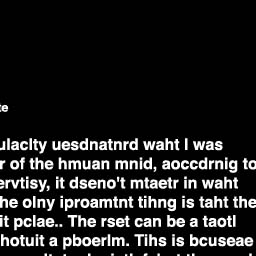 te
ulaclty uesdnatnrd waht I was
r of the hmuan mnid, aoccdrnig to
ervtisy, it dseno't mtaetr in waht
he olny iproamtnt tihng is taht the
it pclae.. The rset can be a taotl
hotuit a pboerlm. Tihs is bcuseae